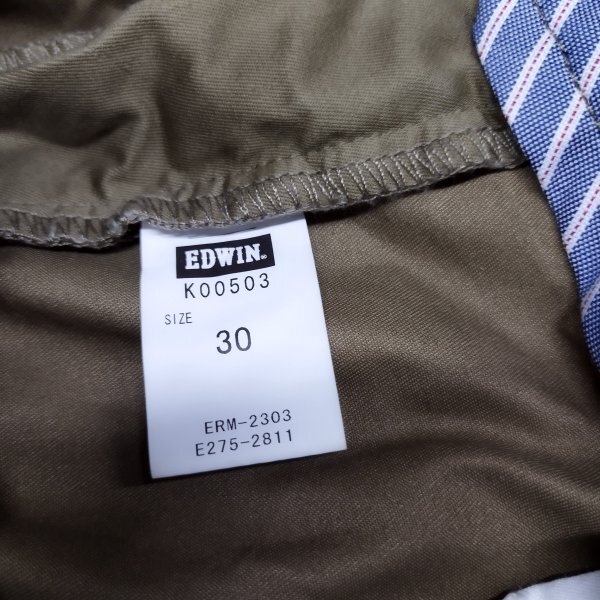 EDWIN®
K00503
SIZE
30
ERM-2303
E275-2811